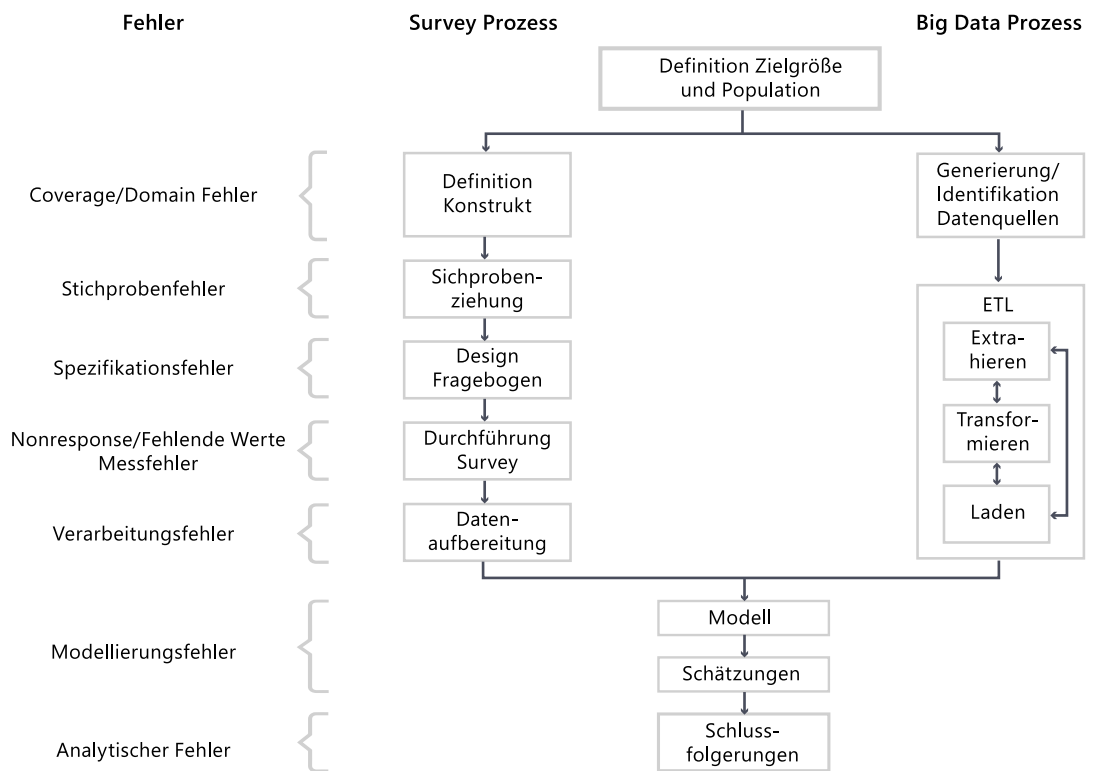 Fehler
Survey Prozess
Big Data Prozess
Definition Zielgröße
und Population
Coverage/Domain Fehler
Definition
Konstrukt
Generierung/
Identifikation
Datenquellen
Stichprobenfehler
Sichproben-
ziehung
ETL
Spezifikationsfehler
Design
Fragebogen
Extra-
hieren
Nonresponse/Fehlende Werte
Messfehler
Durchführung
Survey
Transfor-
mieren
Verarbeitungsfehler
Daten-
aufbereitung
Laden
Modellierungsfehler
Modell
Schätzungen
Analytischer Fehler
Schluss-
folgerungen